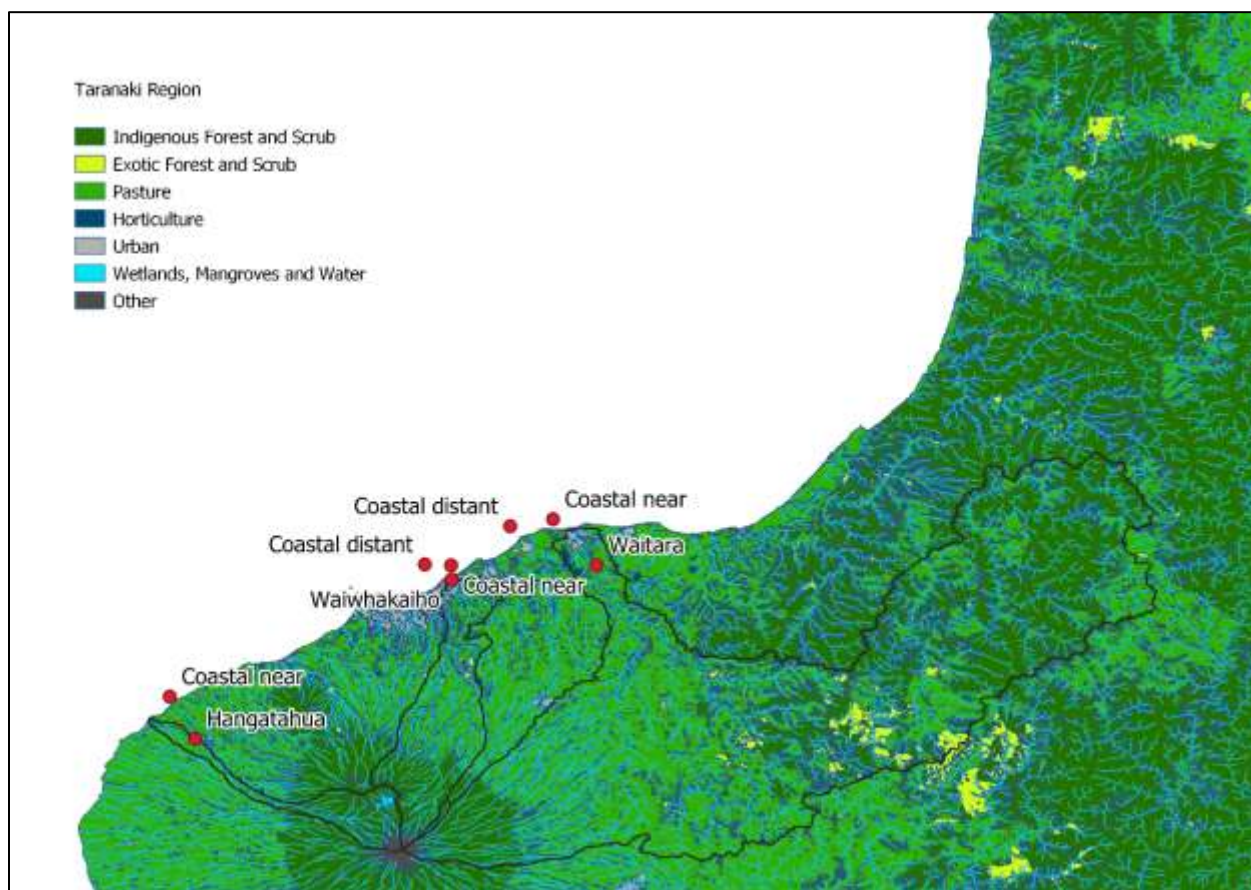 Taranaki Region
Indigenous Forest and Scrub
Exotic Forest and Scrub
Pasture
Horticulture
Urban
Wetlands, Mangroves and Water
Other
Coastal distant
Coastal near
Coastal distant
Waitara
Waiwhakaiho
Coastal near
Coastal near
Hangatahua